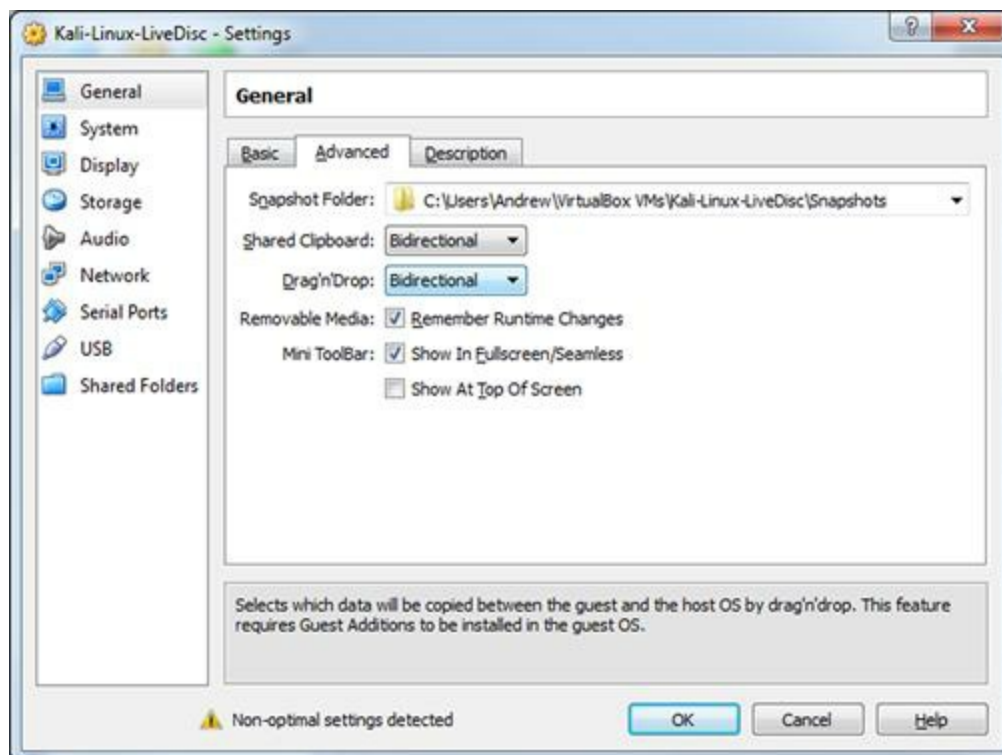 Kali-Linux-LiveDisc - Settings
General
System
Display
Storage
Audio
Network
Serial Ports
USB
Shared Folders
General
Basic
Advanced
Description
Snapshot Folder: C:\Users\Andrew\VirtualBox VMs\Kali-Linux-LiveDisc\Snapshots
Shared Clipboard: Bidirectional
Drag'n'Drop: Bidirectional
Removable Media: Remember Runtime Changes
Mini ToolBar: Show In Fullscreen/Seamless
Show At Top Of Screen
Selects which data will be copied between the guest and the host OS by drag'n'drop. This feature
requires Guest Additions to be installed in the guest OS.
Non-optimal settings detected
OK
Cancel
Help